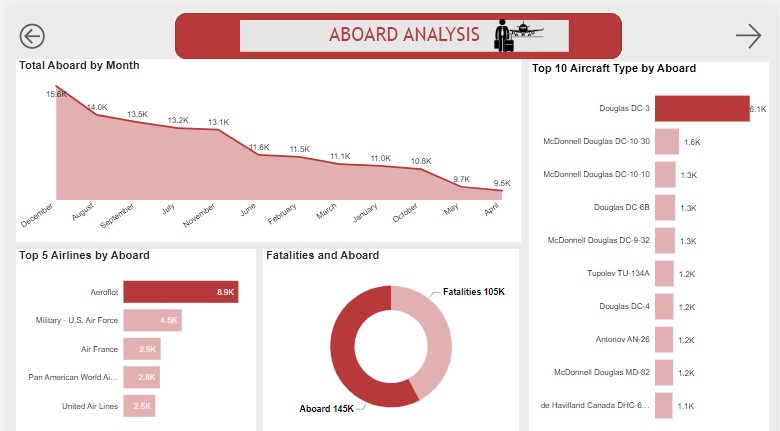 ABOARD ANALYSIS
Total Aboard by Month
15.6K
14.0K
13.5K
13.2K
13.1K
11.6K
11.5K
11.1K
11.0K
10.8K
9.7K
9.5K
December
August
September
July
November
June
February
March
January
October
May
April
Top 10 Aircraft Type by Aboard
Douglas DC-3 6.1K
McDonnell Douglas DC-10-30 1.6K
McDonnell Douglas DC-10-10 1.3K
Douglas DC-6B 1.3K
McDonnell Douglas DC-9-32 1.3K
Tupolev TU-134A 1.2K
Douglas DC-4 1.2K
Antonov AN-26 1.2K
McDonnell Douglas MD-82 1.2K
de Havilland Canada DHC-6... 1.1K
Top 5 Airlines by Aboard
Aeroflot 8.9K
Military - U.S. Air Force 4.5K
Air France 2.9K
Pan American World Ai... 2.8K
United Air Lines 2.5K
Fatalities and Aboard
Fatalities 105K
Aboard 145K